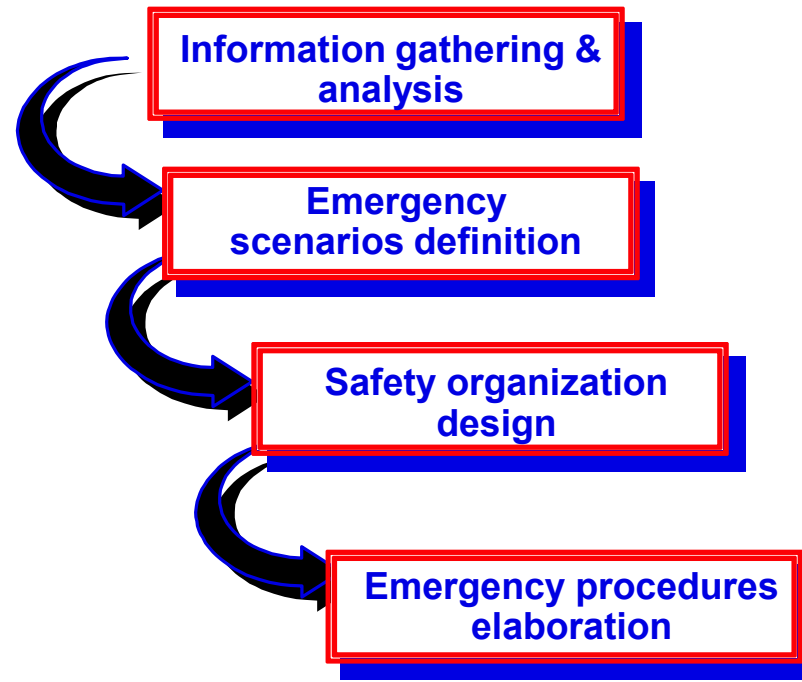 Information gathering &
analysis
Emergency
scenarios definition
Safety organization
design
Emergency procedures
elaboration